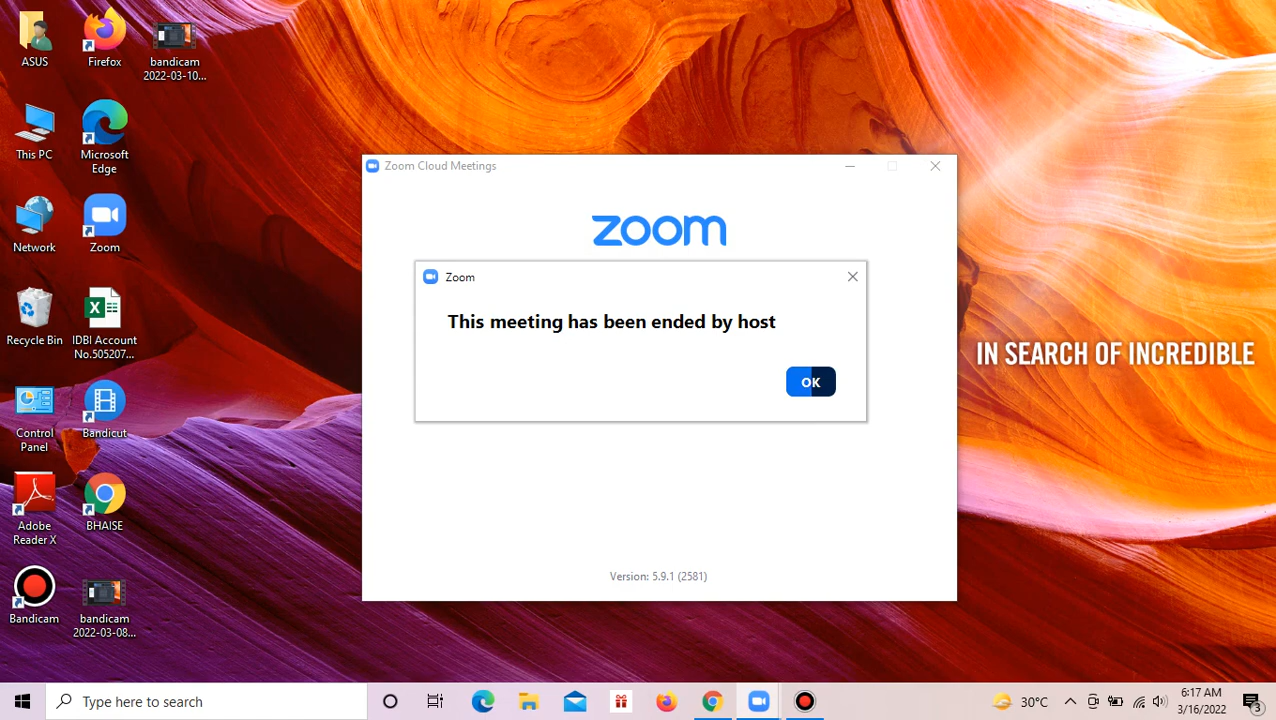 ASUS
Firefox
bandicam
2022-03-10...
This PC
Microsoft
Edge
Network
Zoom
Recycle Bin
IDBI Account
No.505207...
Control
Panel
Bandicut
Adobe
Reader X
BHAISE
Bandicam
bandicam
2022-03-08...
Zoom Cloud Meetings
zoom
Zoom
This meeting has been ended by host
OK
Version: 5.9.1 (2581)
IN SEARCH OF INCREDIBLE
Type here to search
30°C
6:17 AM
3/16/2022
3